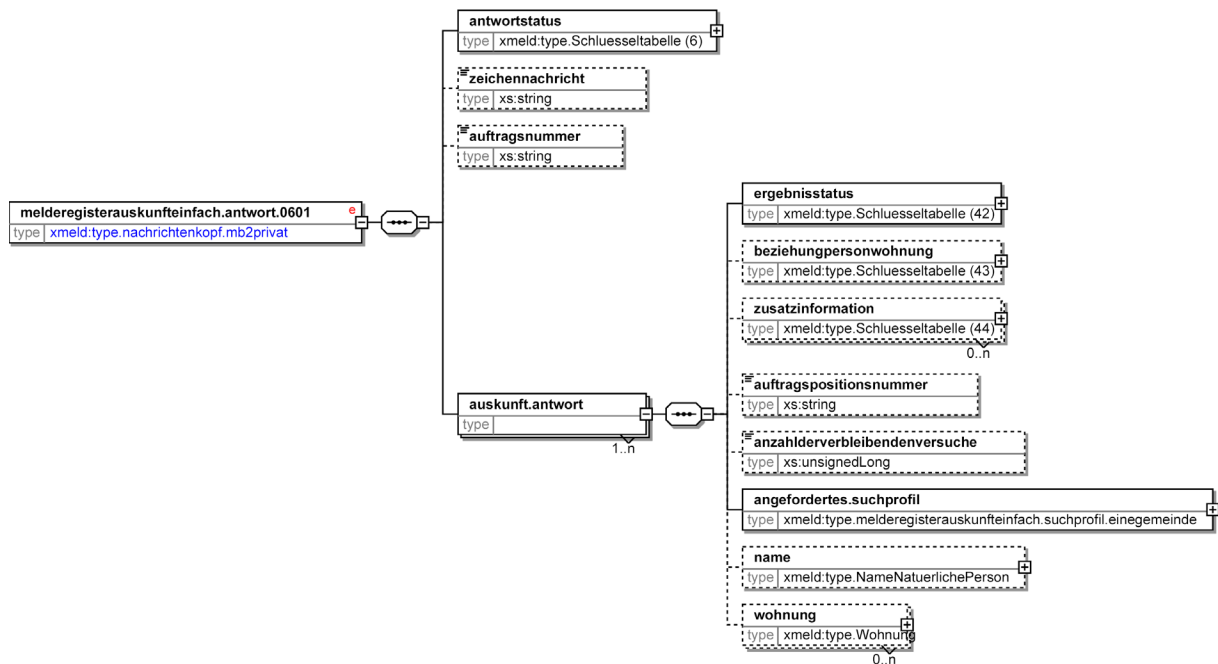 antwortstatus
type xmeld:type.Schluesseltabelle (6)
zeichennachricht
type xs:string
auftragsnummer
type xs:string
melderegisterauskunfteinfach.antwort.0601 e
type xmeld:type.nachrichtenkopf.mb2privat
auskunft.antwort
type
1..n
ergebnisstatus
type xmeld:type.Schluesseltabelle (42)
beziehungpersonwohnung
type xmeld:type.Schluesseltabelle (43)
zusatzinformation
type xmeld:type.Schluesseltabelle (44)
0..n
auftragspositionsnummer
type xs:string
anzahlderverbleibendenversuche
type xs:unsignedLong
angefordertes.suchprofil
type xmeld:type.melderegisterauskunfteinfach.suchprofil.einegemeinde
name
type xmeld:type.NameNatuerlichePerson
wohnung
type xmeld:type.Wohnung
0..n